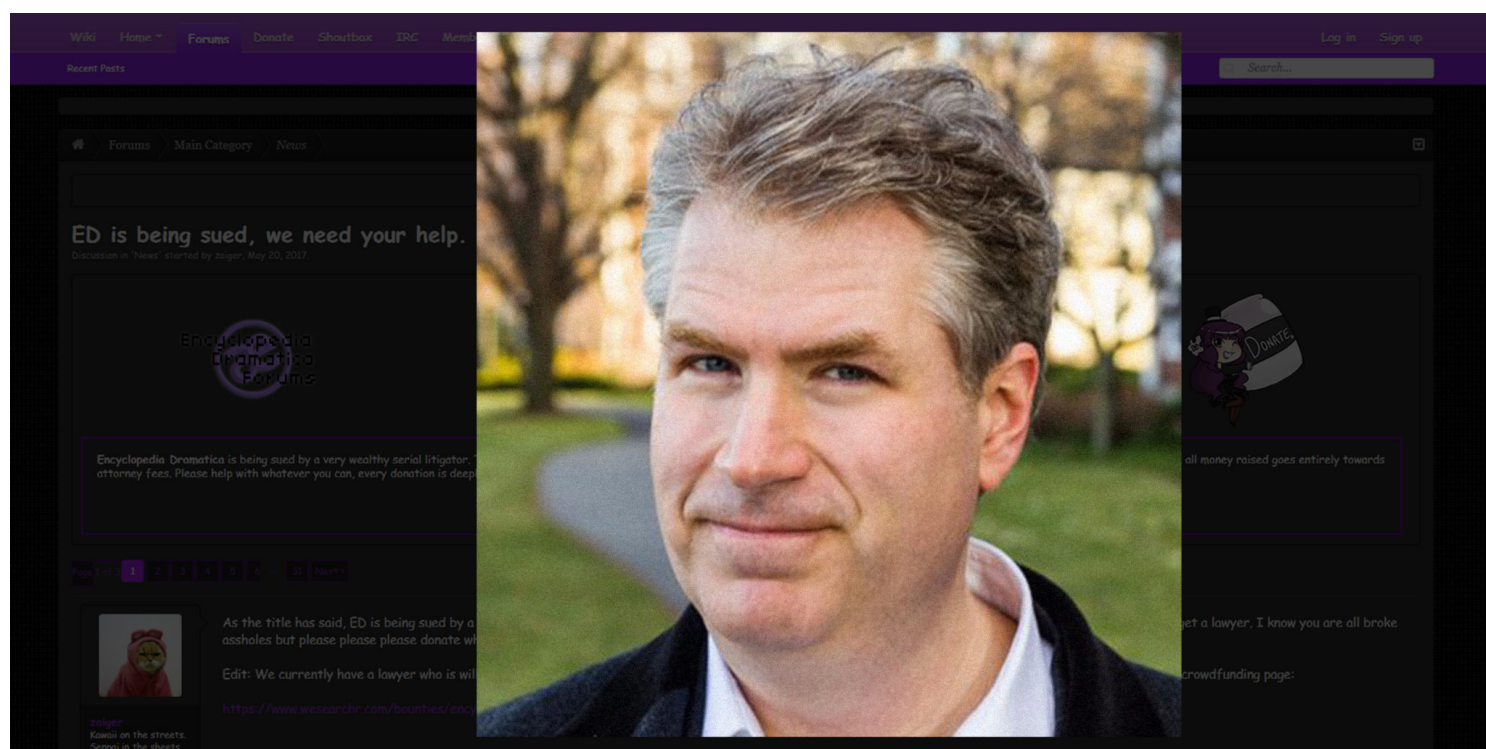 Wiki Home Forums Donate Shoutbox IRC Memb
Log in Sign up
Recent Posts
Search...
Forums Main Category News
ED is being sued, we need your help.
Discussion in 'News' started by zaiger, May 20, 2017.
Encyclopedia
Dramatica
Forums
DONATE
Encyclopedia Dramatica is being sued by a very wealthy serial litigator. all money raised goes entirely towards
attorney fees. Please help with whatever you can, every donation is deep
1 2 3 4 5 6 Next >
As the title has said, ED is being sued by a get a lawyer. I know you are all broke
assholes but please please please donate wh
Edit: We currently have a lawyer who is wil crowdfunding page:
https://www.wesearchr.com/bounties/ency
zaiger
Kawaii on the streets.
Senpai in the sheets